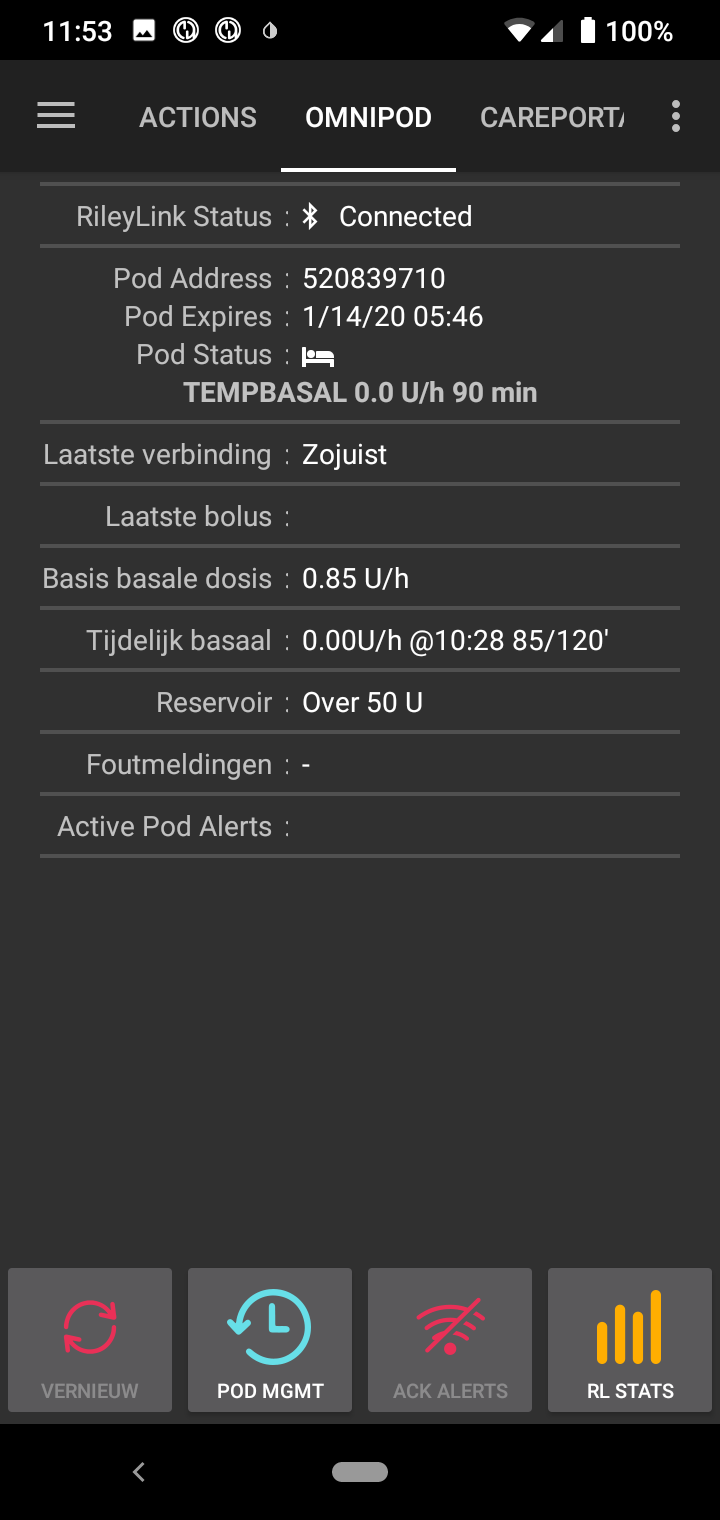 11:53 100%
ACTIONS OMNIPOD CAREPORTA
RileyLink Status : Connected
Pod Address : 520839710
Pod Expires : 1/14/20 05:46
Pod Status :
TEMPBASAL 0.0 U/h 90 min
Laatste verbinding : Zojuist
Laatste bolus :
Basis basale dosis : 0.85 U/h
Tijdelijk basaal : 0.00U/h @10:28 85/120'
Reservoir : Over 50 U
Foutmeldingen : -
Active Pod Alerts :
VERNIEUW POD MGMT ACK ALERTS RL STATS